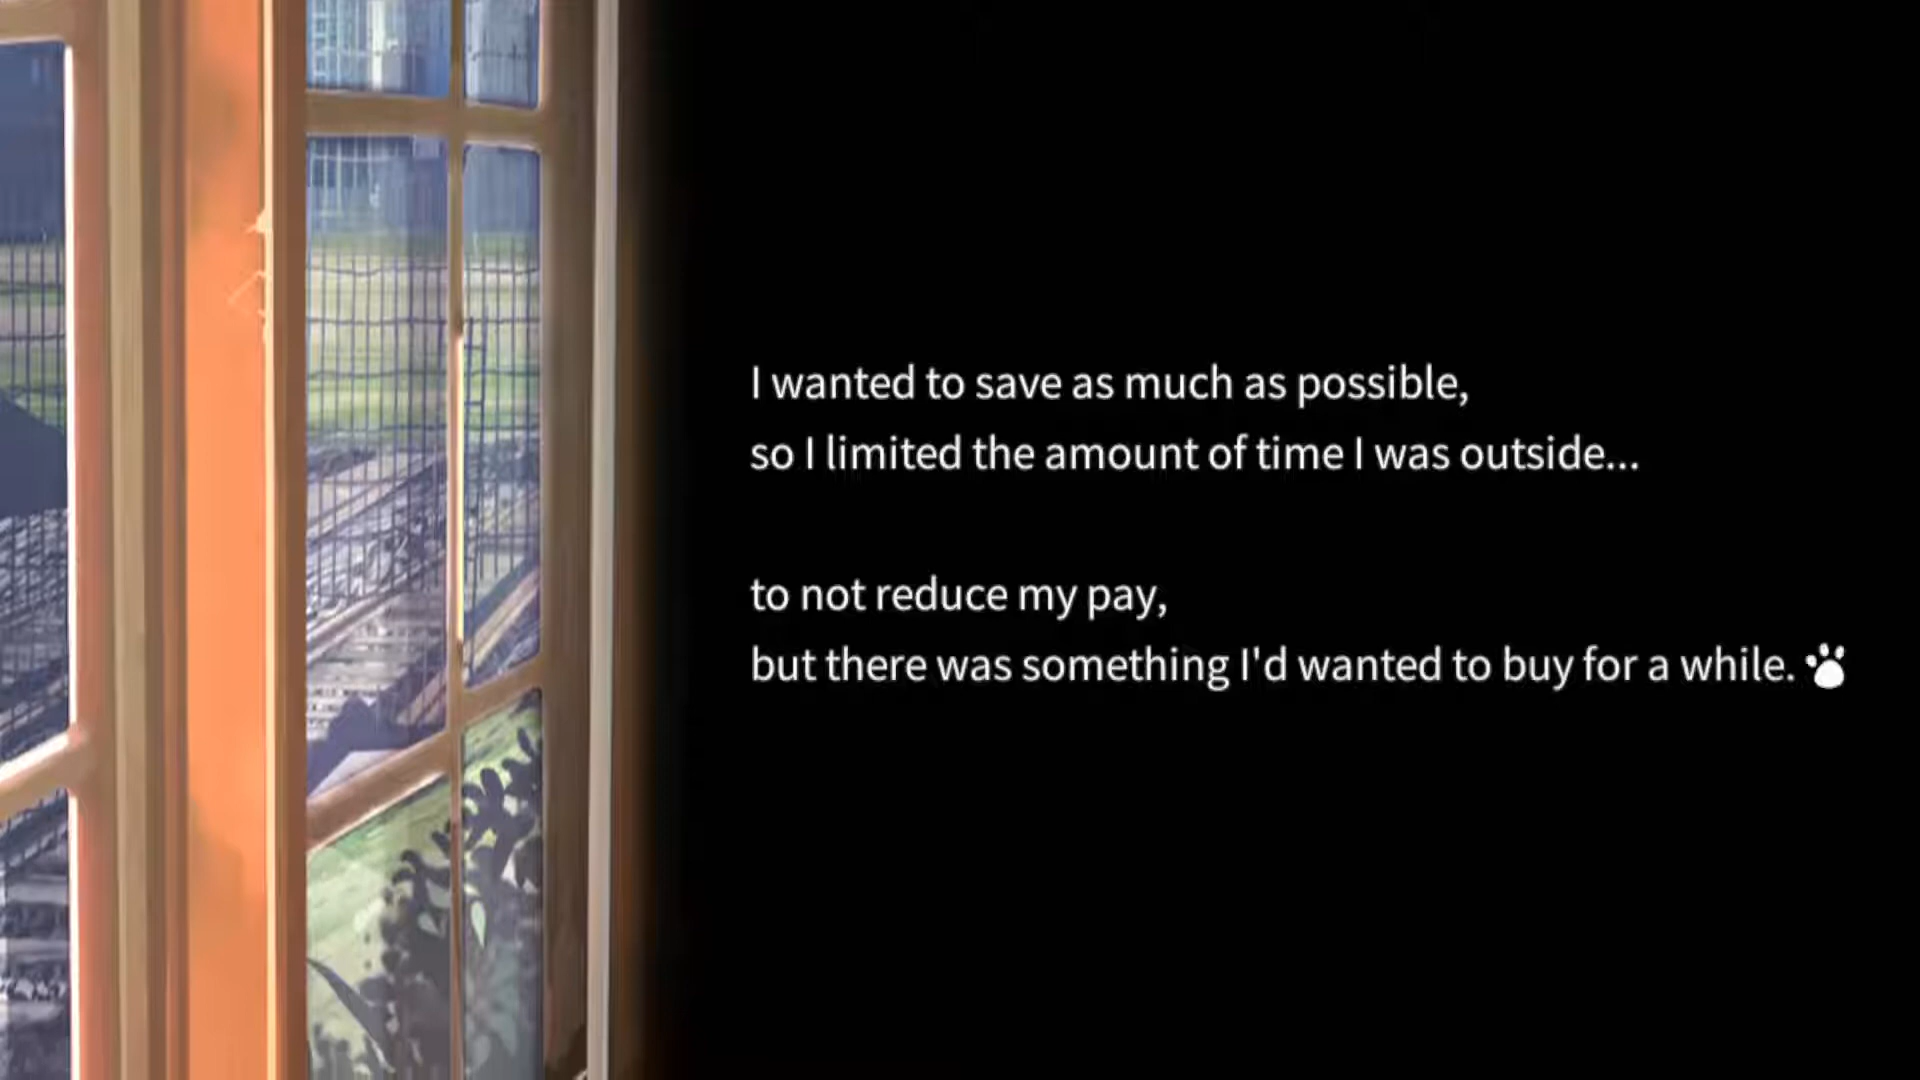 I wanted to save as much as possible,
so I limited the amount of time I was outside...
to not reduce my pay,
but there was something I'd wanted to buy for a while.